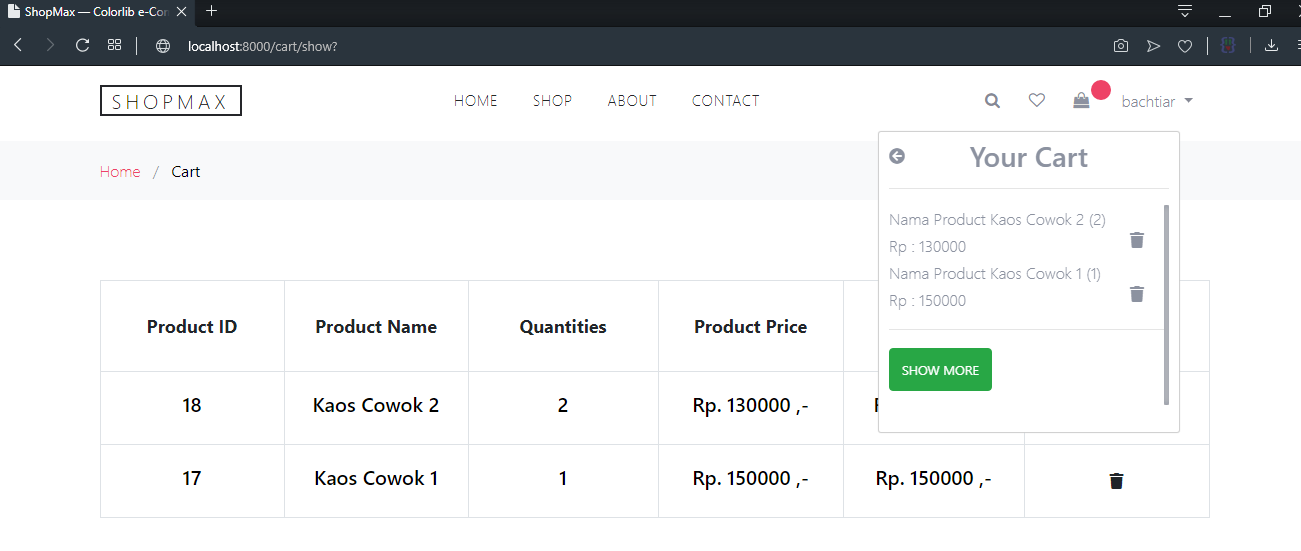 ShopMax — Colorlib e-Con
localhost:8000/cart/show?
SHOPMAX
HOME SHOP ABOUT CONTACT
bachtiar
Home / Cart
Your Cart
Nama Product Kaos Cowok 2 (2)
Rp : 130000
Nama Product Kaos Cowok 1 (1)
Rp : 150000
SHOW MORE
Product ID Product Name Quantities Product Price
18 Kaos Cowok 2 2 Rp. 130000 ,-
17 Kaos Cowok 1 1 Rp. 150000 ,- Rp. 150000 ,-